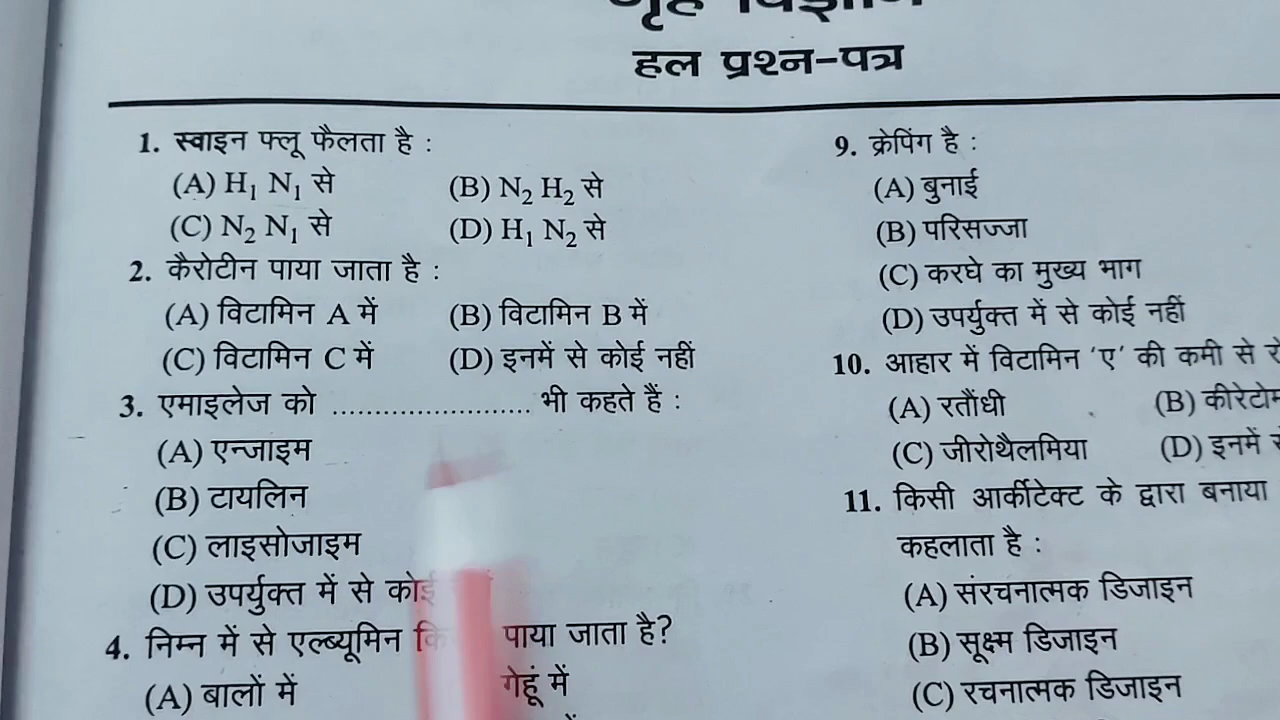 गृह विज्ञान
हल प्रश्न-पत्र
1. स्वाइन फ्लू फैलता है :
(A) H₁ N₁ से (B) N₂ H₂ से
(C) N₂ N₁ से (D) H₁ N₂ से
2. कैरोटीन पाया जाता है :
(A) विटामिन A में (B) विटामिन B में
(C) विटामिन C में (D) इनमें से कोई नहीं
3. एमाइलेज को ........................ भी कहते हैं :
(A) एन्जाइम
(B) टायलिन
(C) लाइसोजाइम
(D) उपर्युक्त में से कोई
4. निम्न में से एल्ब्यूमिन पाया जाता है?
(A) बालों में गेहूं में
9. क्रेपिंग है :
(A) बुनाई
(B) परिसज्जा
(C) करघे का मुख्य भाग
(D) उपर्युक्त में से कोई नहीं
10. आहार में विटामिन ‘ए’ की कमी से
(A) रतौंधी (B)
(C) जीरोथैलमिया (D) इनमें
11. किसी आर्कीटेक्ट के द्वारा बनाया
कहलाता है :
(A) संरचनात्मक डिजाइन
(B) सूक्ष्म डिजाइन
(C) रचनात्मक डिजाइन